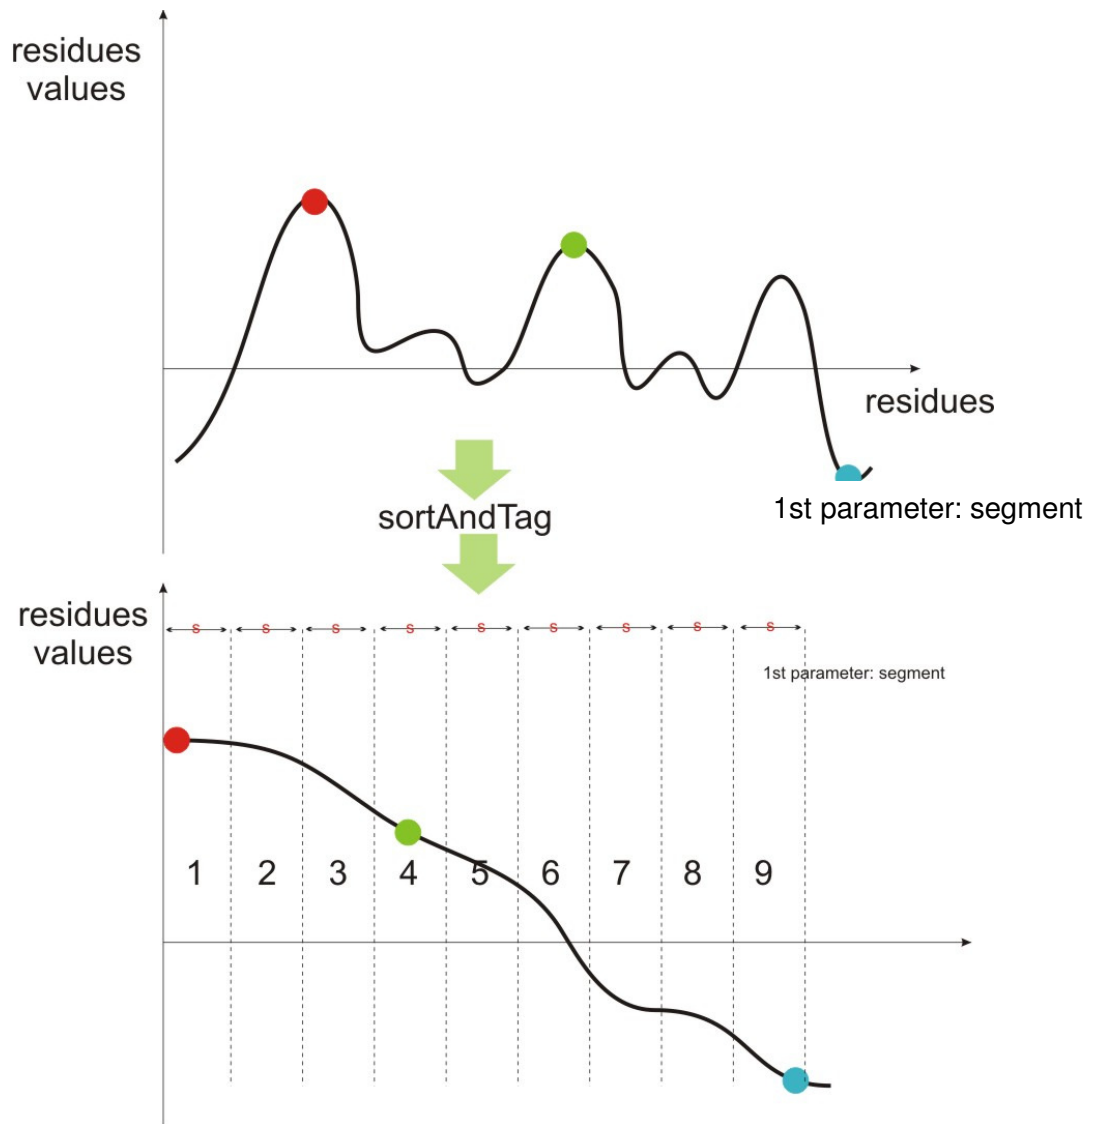 residues
values
residues
1st parameter: segment
sortAndTag
residues
values
s s s s s s s s s
1st parameter: segment
1 2 3 4 5 6 7 8 9